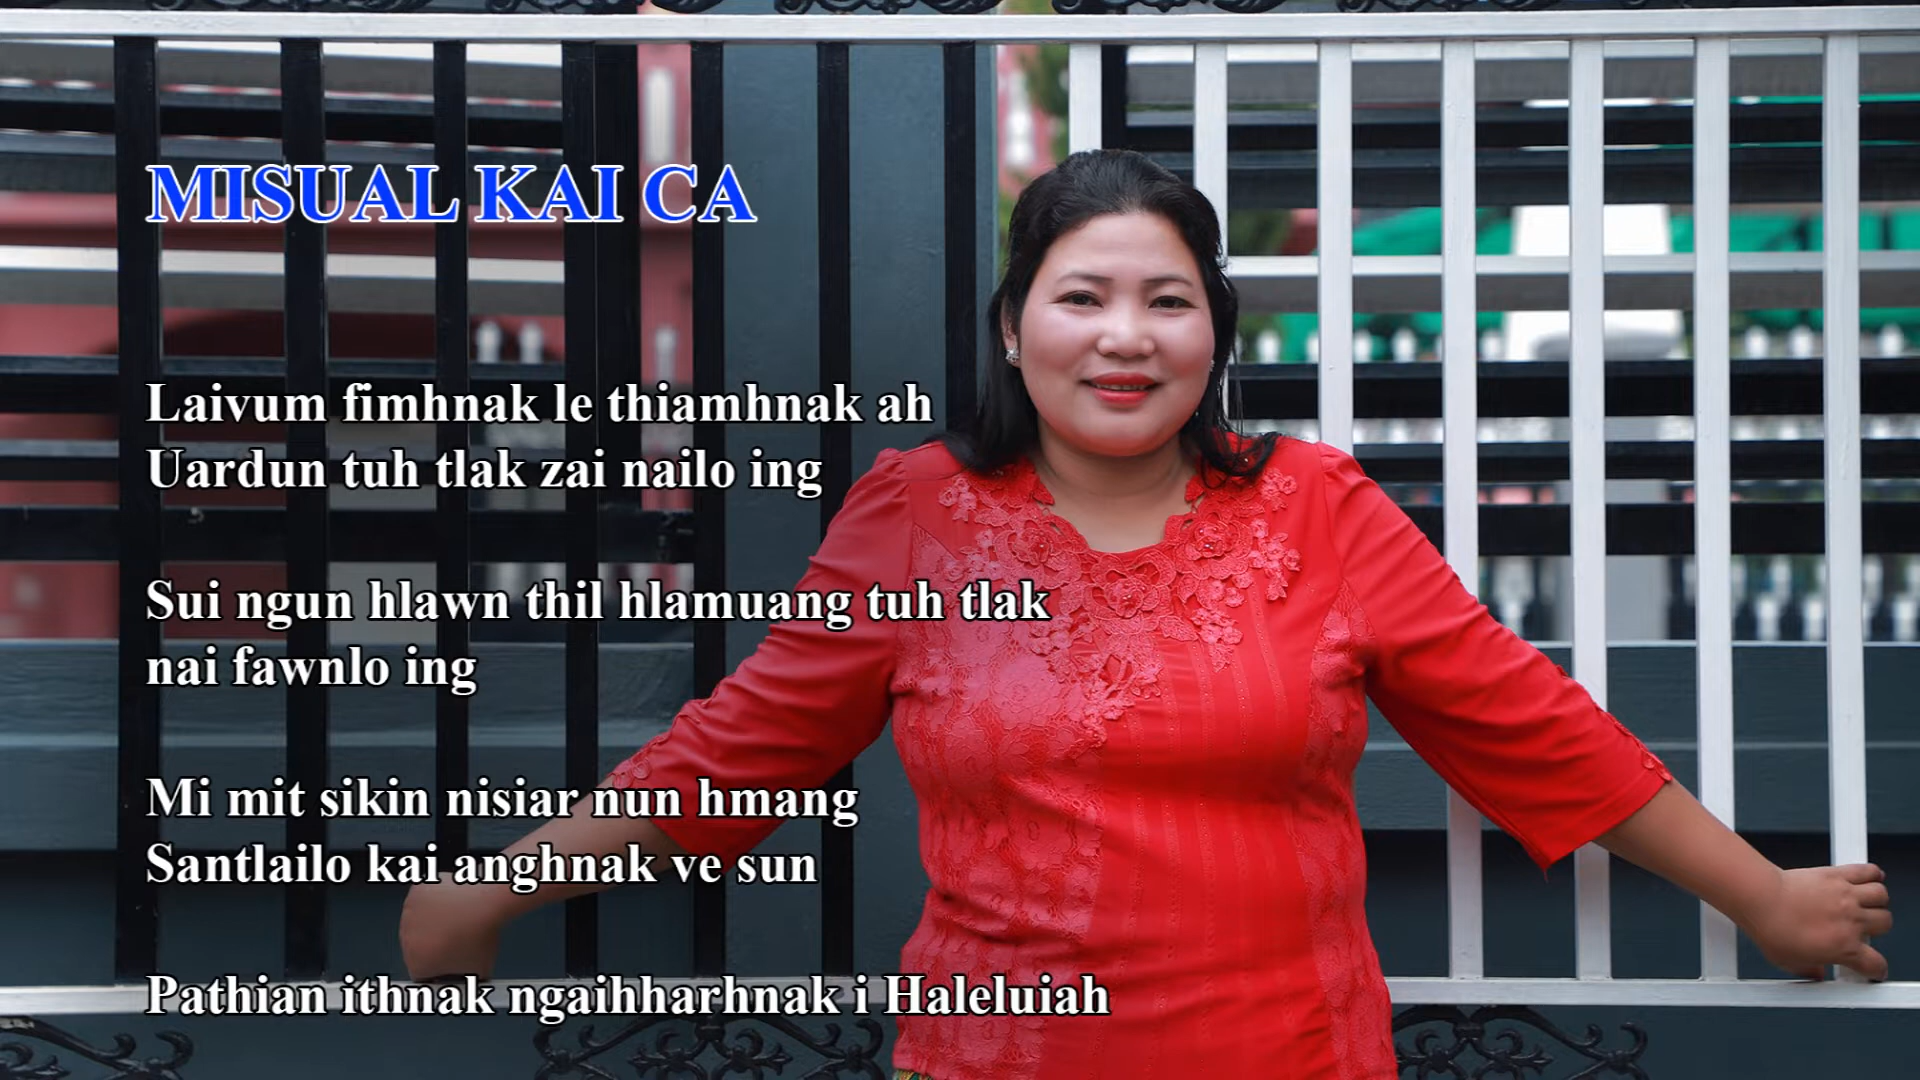 MISUAL KAI CA
Laivum fimhnak le thiamhnak ah
Uardun tuh tlak zai nailo ing
Sui ngun hlawn thil hlamuang tuh tlak
nai fawnlo ing
Mi mit sikin nisiar nun hmang
Santlailo kai anghnak ve sun
Pathian ithnak ngaihharhnak i Haleluiah